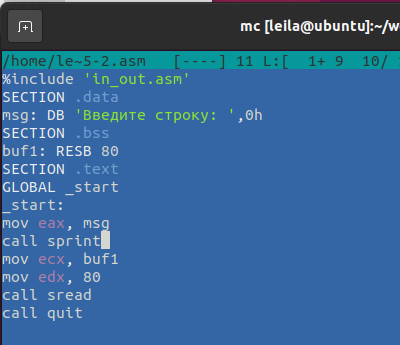 mc [leila@ubuntu]:~/w
/home/le~5-2.asm [----] 11 L:[ 1+ 9 10/
%include 'in_out.asm'
SECTION .data
msg: DB 'Введите строку: ',0h
SECTION .bss
buf1: RESB 80
SECTION .text
GLOBAL _start
_start:
mov eax, msg
call sprint
mov ecx, buf1
mov edx, 80
call sread
call quit